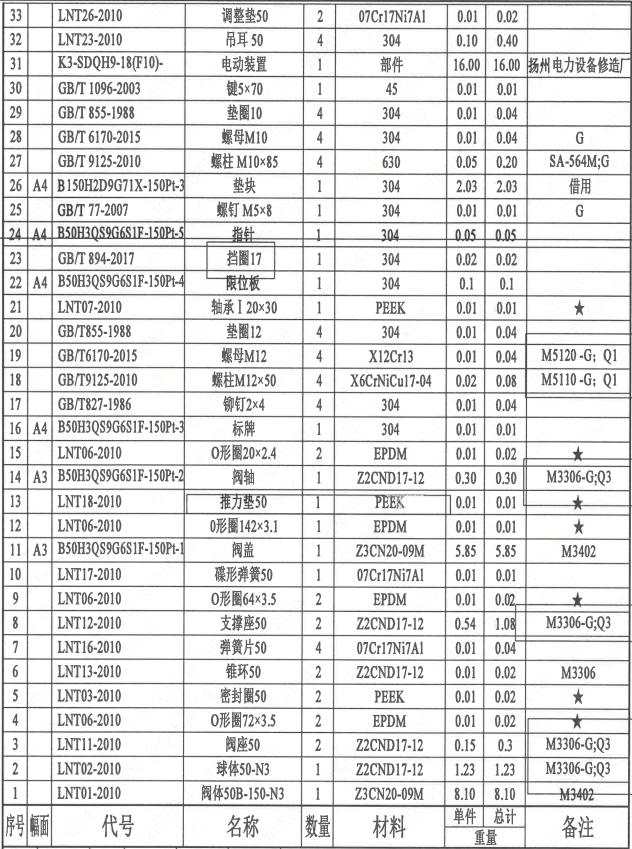 33 LNT26-2010 调整垫50 2 07Cr17Ni7Al 0.01 0.02
32 LNT23-2010 吊耳50 4 304 0.10 0.40
31 K3-SDQH9-18(F10)- 电动装置 1 部件 16.00 16.00 扬州电力设备修造厂
30 GB/T 1096-2003 键5×70 1 45 0.01 0.01
29 GB/T 855-1988 垫圈10 4 304 0.01 0.04
28 GB/T 6170-2015 螺母M10 4 304 0.01 0.04 G
27 GB/T 9125-2010 螺柱M10×85 4 630 0.05 0.20 SA-564M;G
26 A4 B150H2D9G71X-150Pt-3 垫块 1 304 2.03 2.03 借用
25 GB/T 77-2007 螺钉M5×8 1 304 0.01 0.01 G
24 A4 B50H3QS9G6S1F-150Pt-5 指针 1 304 0.05 0.05
23 GB/T 894-2017 挡圈17 1 304 0.02 0.02
22 A4 B50H3QS9G6S1F-150Pt-4 限位板 1 304 0.1 0.1
21 LNT07-2010 轴承Ⅰ20×30 1 PEEK 0.01 0.01 ★
20 GB/T855-1988 垫圈12 4 304 0.01 0.04
19 GB/T6170-2015 螺母M12 4 X12Cr13 0.01 0.04 M5120-G; Q1
18 GB/T9125-2010 螺柱M12×50 4 X6CrNiCu17-04 0.02 0.08 M5110-G; Q1
17 GB/T827-1986 铆钉2×4 4 304 0.01 0.04
16 A4 B50H3QS9G6S1F-150Pt-3 标牌 1 304 0.01 0.01
15 LNT06-2010 O形圈20×2.4 2 EPDM 0.01 0.02 ★
14 A3 B50H3QS9G6S1F-150Pt-2 阀轴 1 Z2CND17-12 0.30 0.30 M3306-G;Q3
13 LNT18-2010 推力垫50 1 PEEK 0.01 0.01 ★
12 LNT06-2010 O形圈142×3.1 1 EPDM 0.01 0.01 ★
11 A3 B50H3QS9G6S1F-150Pt-1 阀盖 1 Z3CN20-09M 5.85 5.85 M3402
10 LNT17-2010 碟形弹簧50 1 07Cr17Ni7Al 0.01 0.01
9 LNT06-2010 O形圈64×3.5 2 EPDM 0.01 0.02 ★
8 LNT12-2010 支撑座50 2 Z2CND17-12 0.54 1.08 M3306-G;Q3
7 LNT16-2010 弹簧片50 4 07Cr17Ni7Al 0.01 0.04
6 LNT13-2010 锥环50 2 Z2CND17-12 0.01 0.02 M3306
5 LNT03-2010 密封圈50 2 PEEK 0.01 0.02 ★
4 LNT06-2010 O形圈72×3.5 2 EPDM 0.01 0.02 ★
3 LNT11-2010 阀座50 2 Z2CND17-12 0.15 0.3 M3306-G;Q3
2 LNT02-2010 球体50-N3 1 Z2CND17-12 1.23 1.23 M3306-G;Q3
1 LNT01-2010 阀体50B-150-N3 1 Z3CN20-09M 8.10 8.10 M3402
序号 幅面 代号 名称 数量 材料 单件 总计 备注
重量